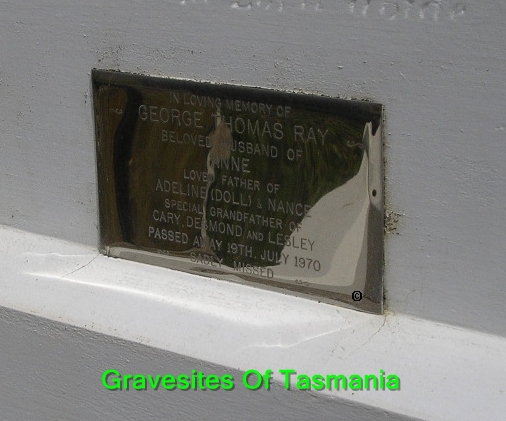 IN LOVING MEMORY OF
GEORGE THOMAS RAY
BELOVED HUSBAND OF
ANNE
LOVED FATHER OF
ADELINE (DOLL) & NANCE
SPECIAL GRANDFATHER OF
CARY, DESMOND AND LESLEY
PASSED AWAY 19TH. JULY 1970
SADLY MISSED
©
Gravesites Of Tasmania